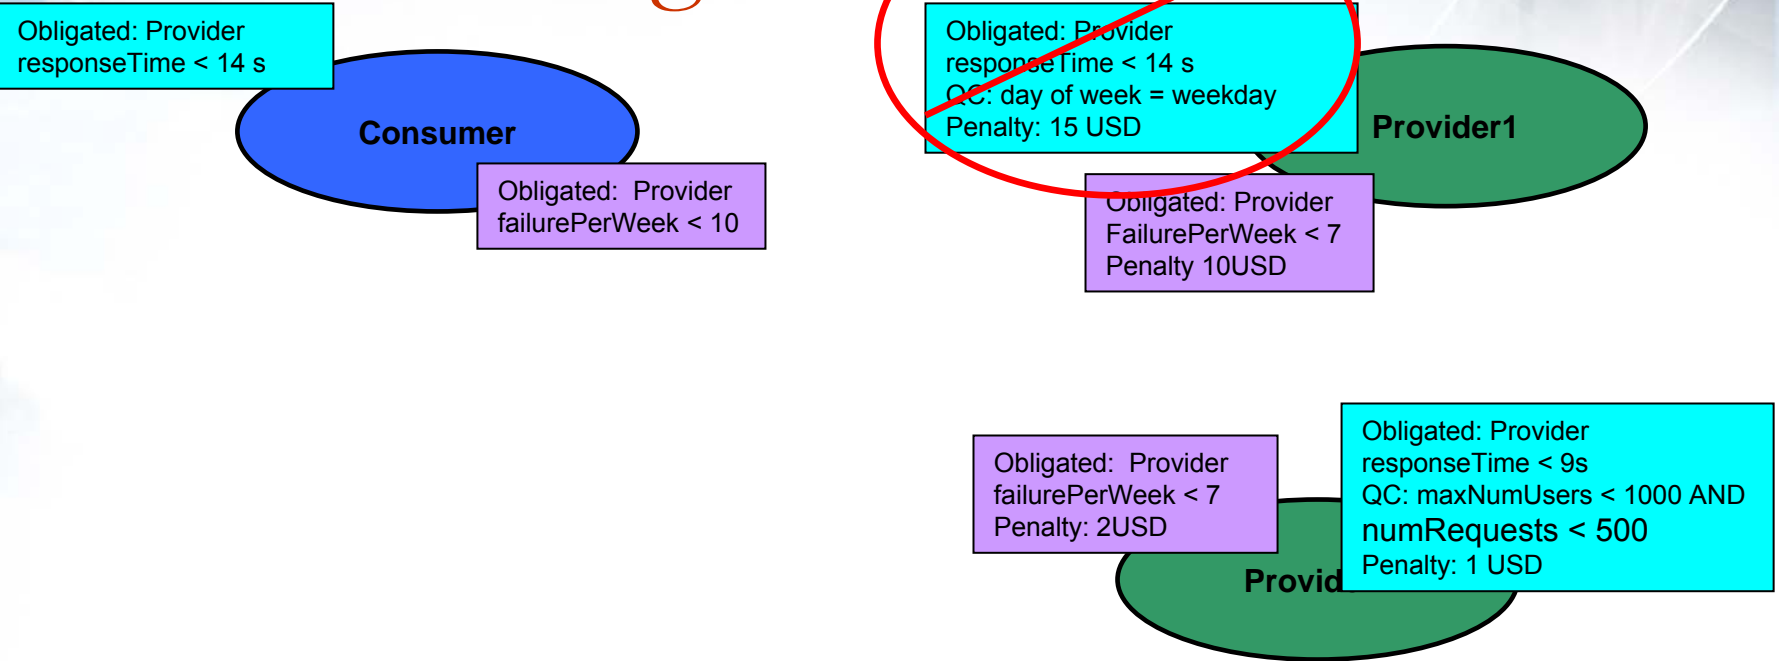 Obligated: Provider
responseTime < 14 s
Consumer
Obligated:  Provider
failurePerWeek < 10
Obligated: Provider
responseTime < 14 s
QC: day of week = weekday
Penalty: 15 USD
Provider1
Obligated: Provider
FailurePerWeek < 7
Penalty 10USD
Obligated:  Provider
failurePerWeek < 7
Penalty: 2USD
Obligated: Provider
responseTime < 9s
QC: maxNumUsers < 1000 AND
numRequests < 500
Penalty: 1 USD